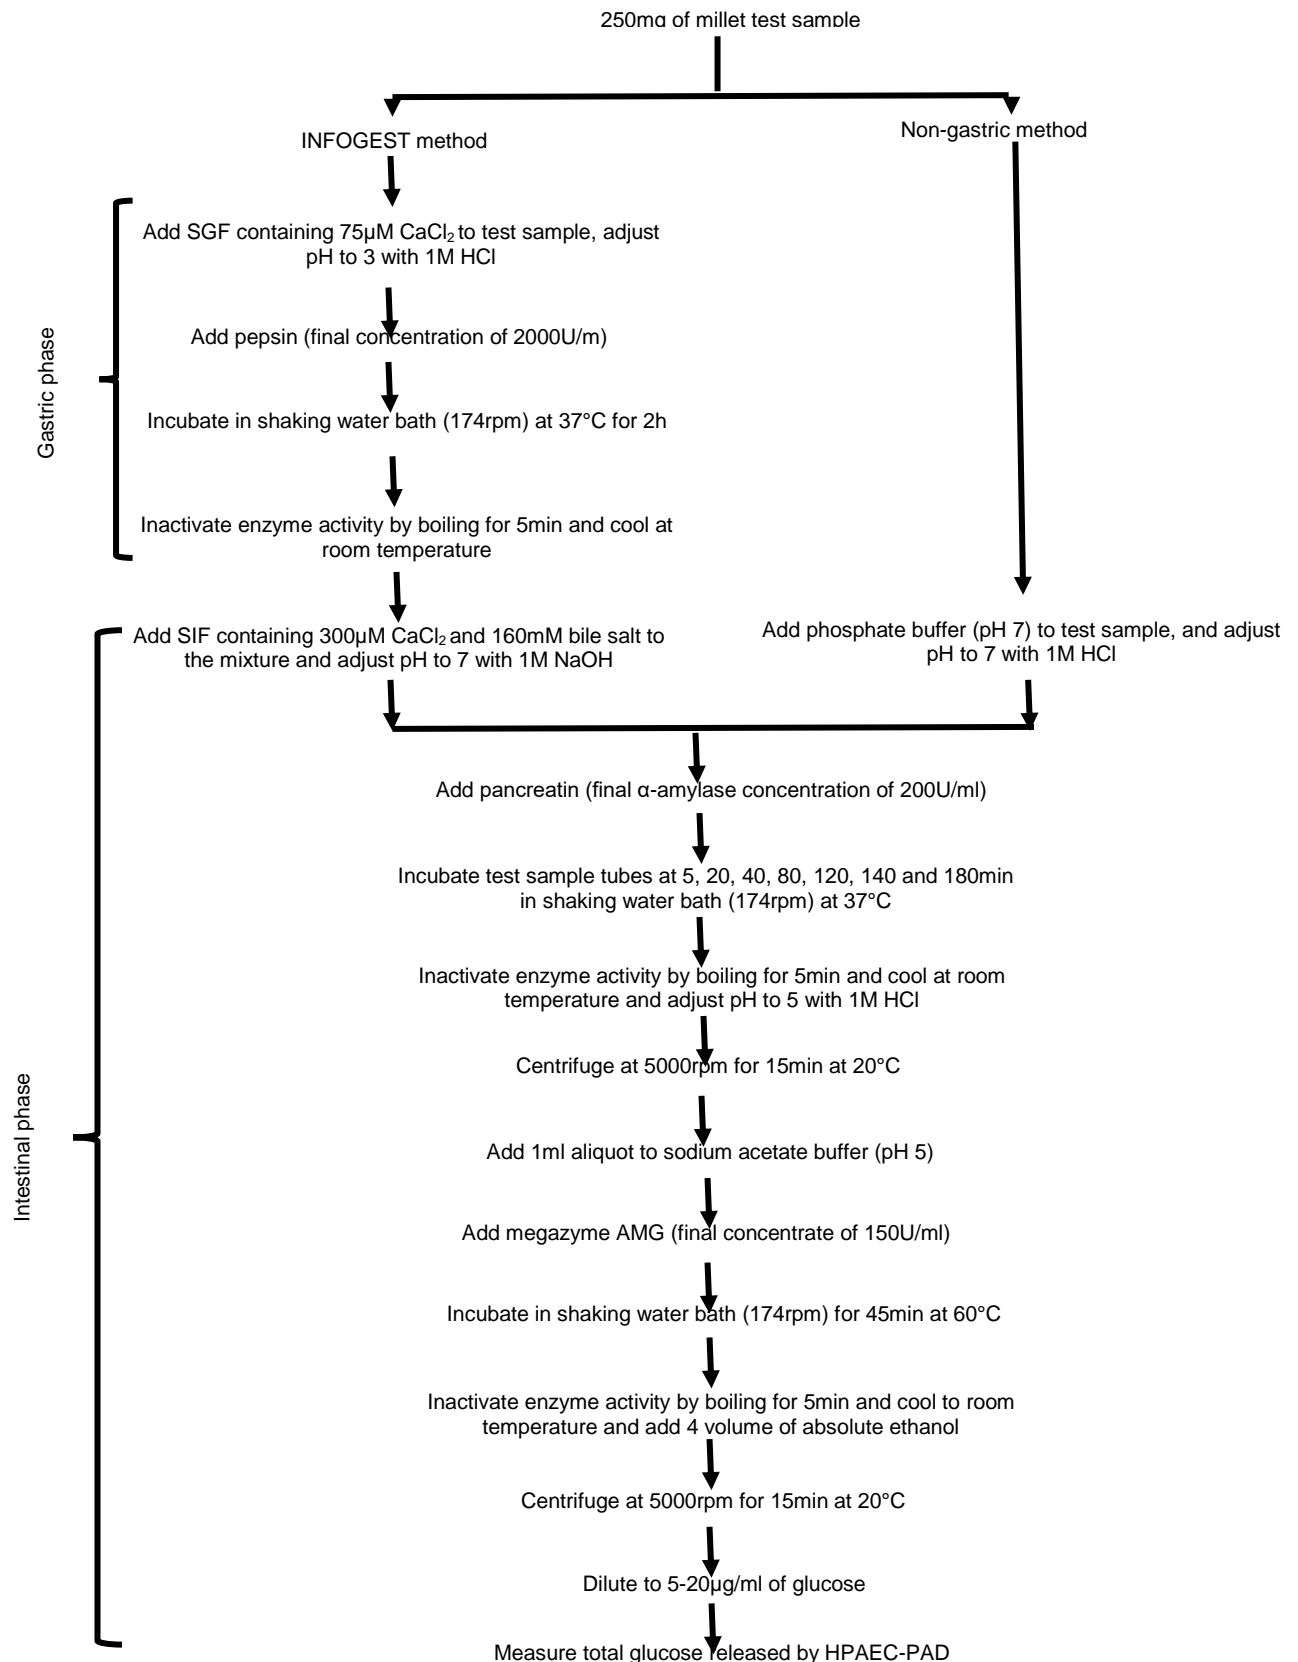 250mg of millet test sample
INFOGEST method
Non-gastric method
Gastric phase
Add SGF containing 75µM CaCl₂ to test sample, adjust
pH to 3 with 1M HCl
Add pepsin (final concentration of 2000U/m)
Incubate in shaking water bath (174rpm) at 37°C for 2h
Inactivate enzyme activity by boiling for 5min and cool at
room temperature
Intestinal phase
Add SIF containing 300µM CaCl₂ and 160mM bile salt to
the mixture and adjust pH to 7 with 1M NaOH
Add phosphate buffer (pH 7) to test sample, and adjust
pH to 7 with 1M HCl
Add pancreatin (final α-amylase concentration of 200U/ml)
Incubate test sample tubes at 5, 20, 40, 80, 120, 140 and 180min
in shaking water bath (174rpm) at 37°C
Inactivate enzyme activity by boiling for 5min and cool at room
temperature and adjust pH to 5 with 1M HCl
Centrifuge at 5000rpm for 15min at 20°C
Add 1ml aliquot to sodium acetate buffer (pH 5)
Add megazyme AMG (final concentrate of 150U/ml)
Incubate in shaking water bath (174rpm) for 45min at 60°C
Inactivate enzyme activity by boiling for 5min and cool to room
temperature and add 4 volume of absolute ethanol
Centrifuge at 5000rpm for 15min at 20°C
Dilute to 5-20µg/ml of glucose
Measure total glucose released by HPAEC-PAD